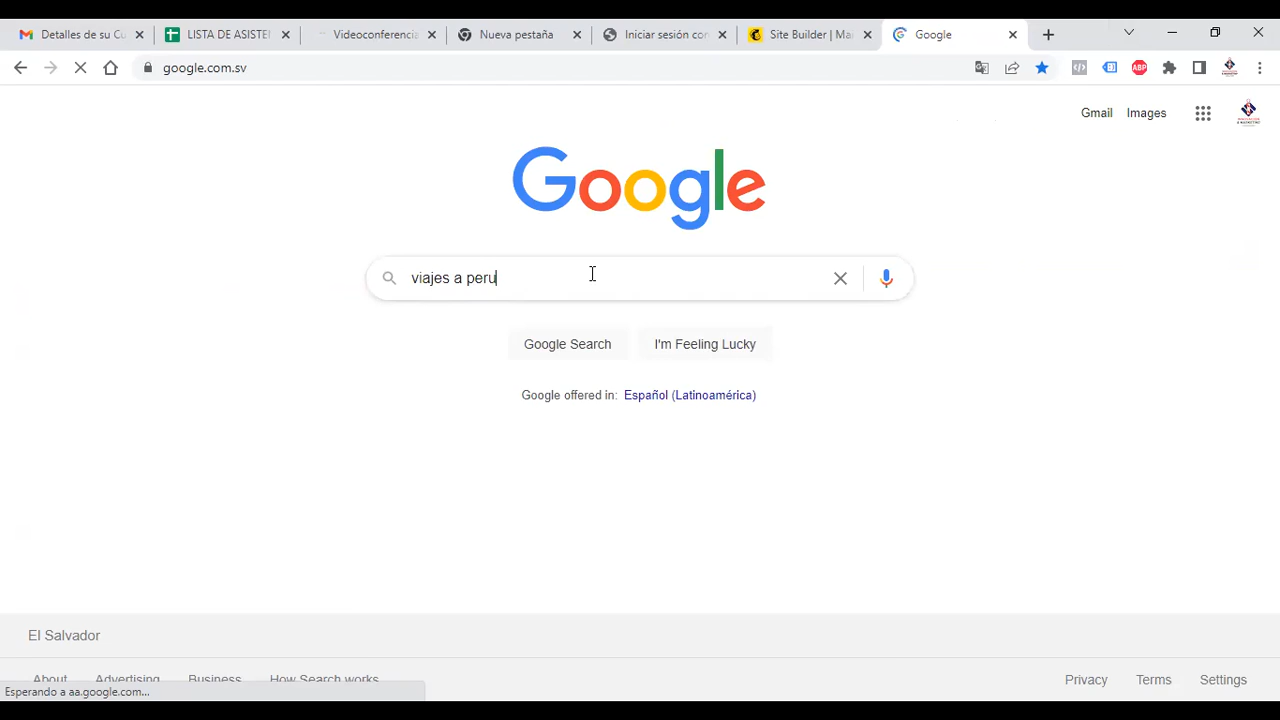 Detalles de su Cu
LISTA DE ASISTEN
Videoconferencia
Nueva pestaña
Iniciar sesión con
Site Builder | Ma
Google
google.com.sv
ABP
Gmail
Images
Google
viajes a peru
Google Search
I'm Feeling Lucky
Google offered in: Español (Latinoamérica)
El Salvador
About
Advertising
Business
How Search works
Privacy
Terms
Settings
Esperando a aa.google.com...